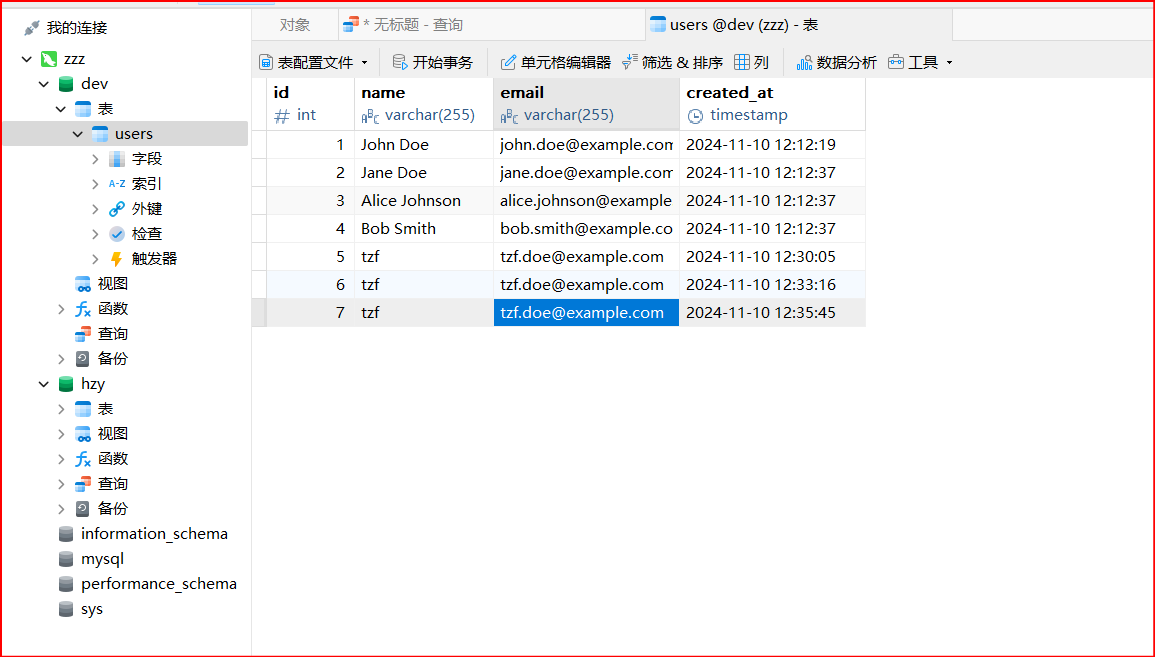 我的连接
zzz
dev
表
users
字段
A-Z 索引
外键
检查
触发器
视图
fx 函数
查询
备份
hzy
表
视图
fx 函数
查询
备份
information_schema
mysql
performance_schema
sys
对象 * 无标题 - 查询 users @dev (zzz) - 表
表配置文件 开始事务 单元格编辑器 筛选 & 排序 列 数据分析 工具
id name email created_at
# int ABC varchar(255) ABC varchar(255) timestamp
1 John Doe john.doe@example.com 2024-11-10 12:12:19
2 Jane Doe jane.doe@example.com 2024-11-10 12:12:37
3 Alice Johnson alice.johnson@example 2024-11-10 12:12:37
4 Bob Smith bob.smith@example.co 2024-11-10 12:12:37
5 tzf tzf.doe@example.com 2024-11-10 12:30:05
6 tzf tzf.doe@example.com 2024-11-10 12:33:16
7 tzf tzf.doe@example.com 2024-11-10 12:35:45